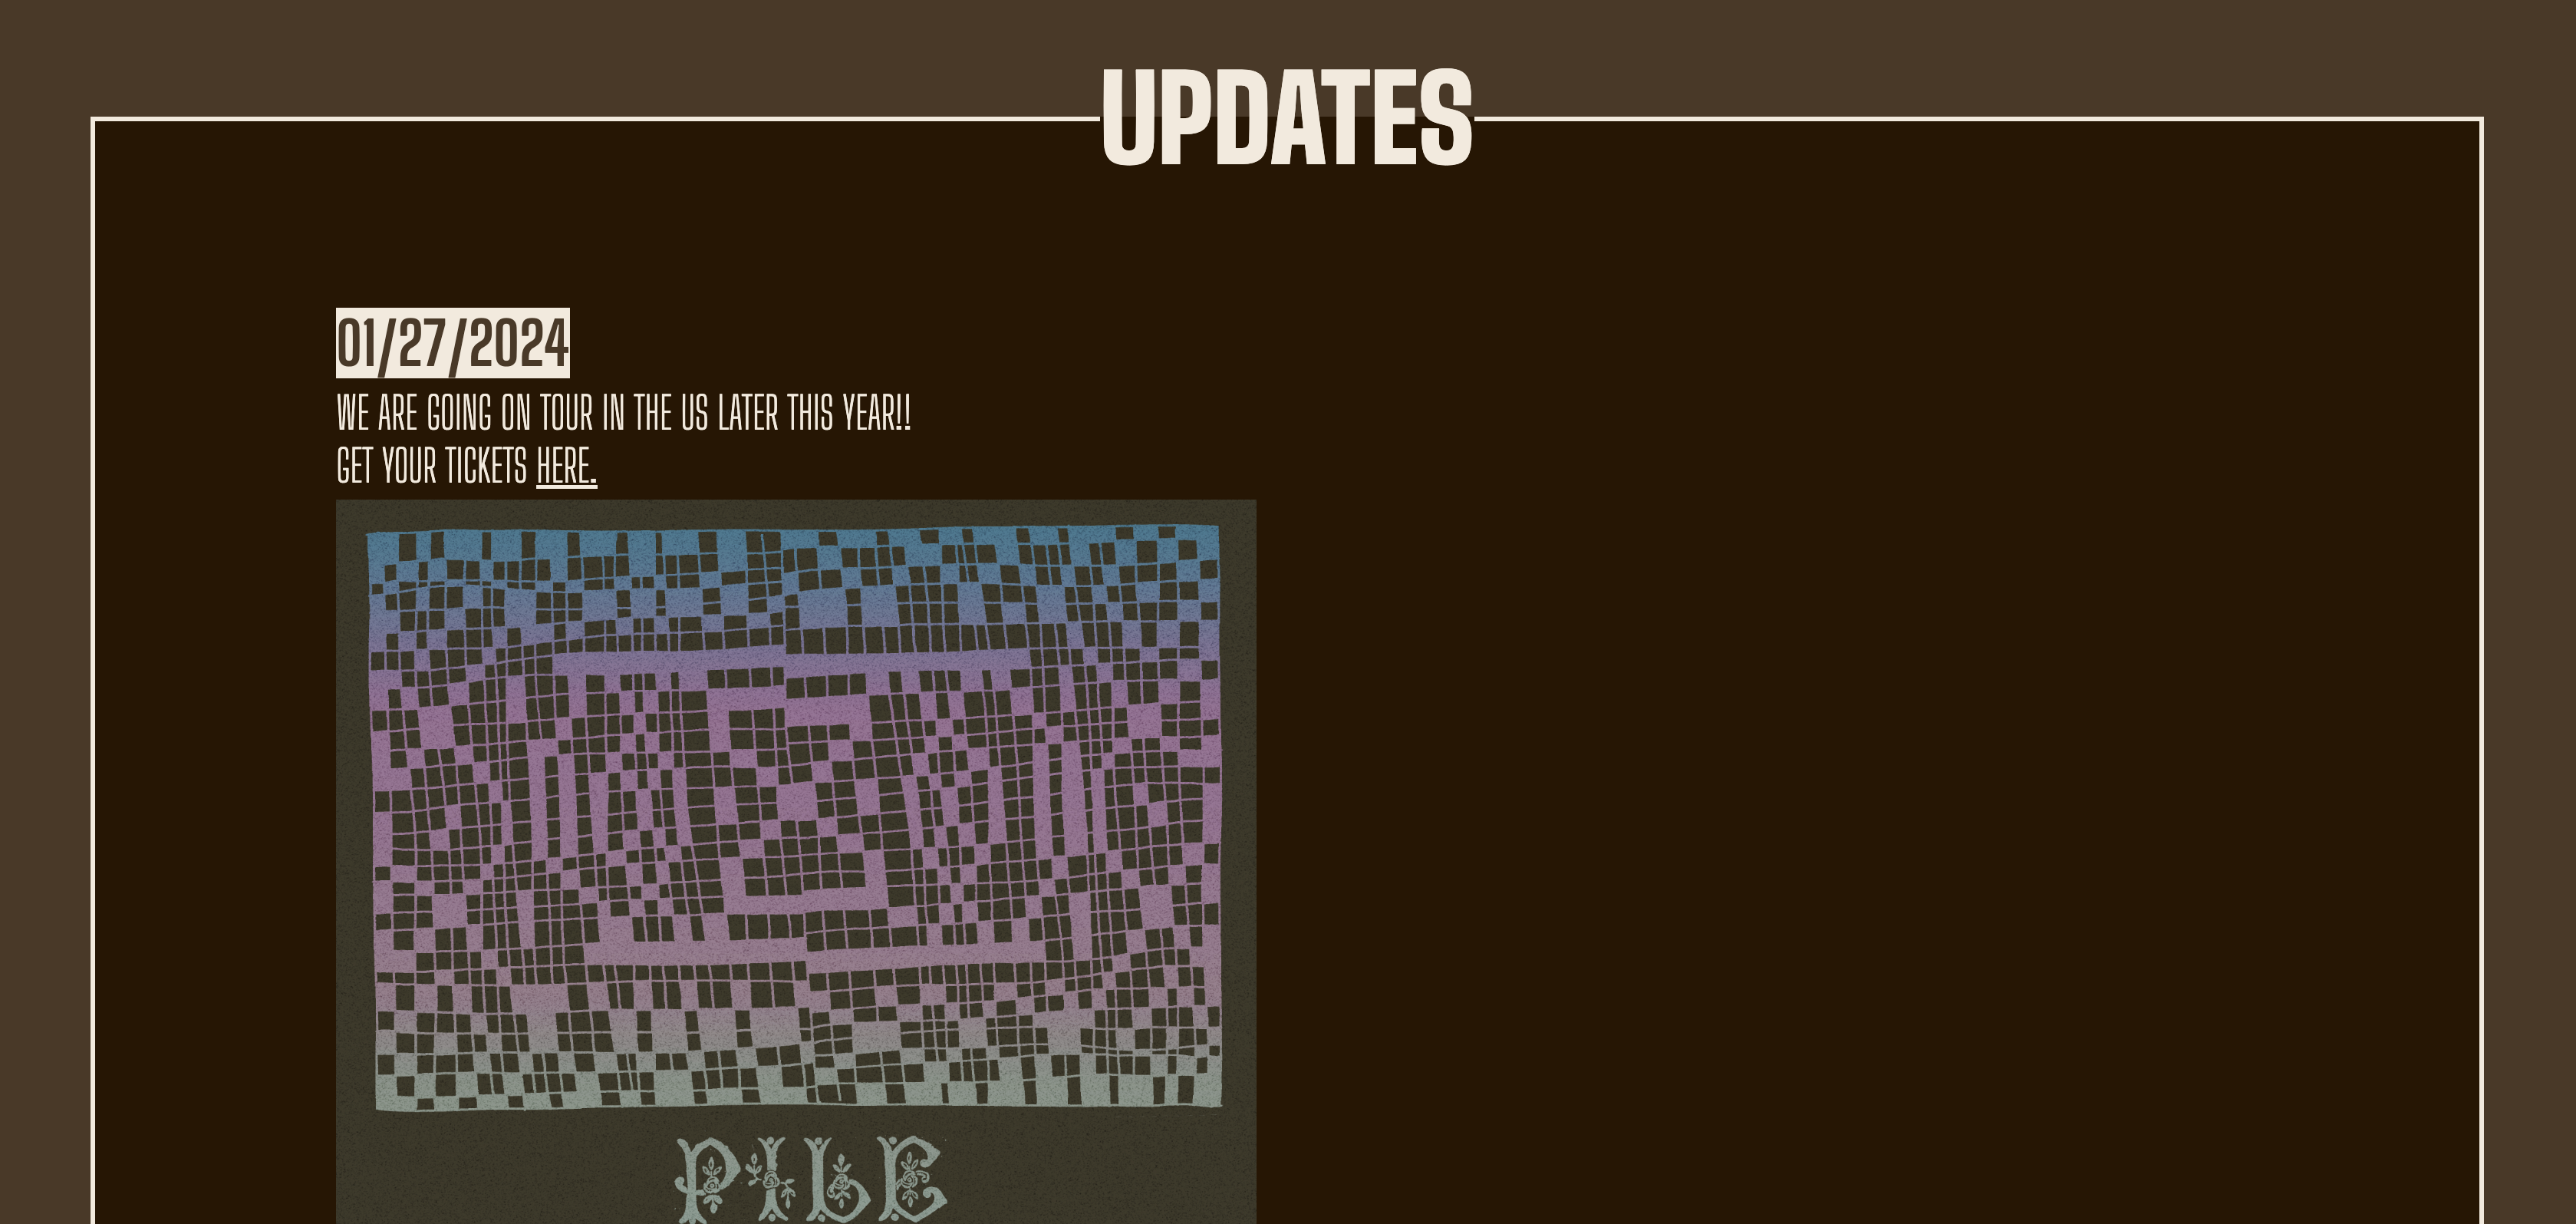 UPDATES
01/27/2024
WE ARE GOING ON TOUR IN THE US LATER THIS YEAR!!
GET YOUR TICKETS HERE.
PILE